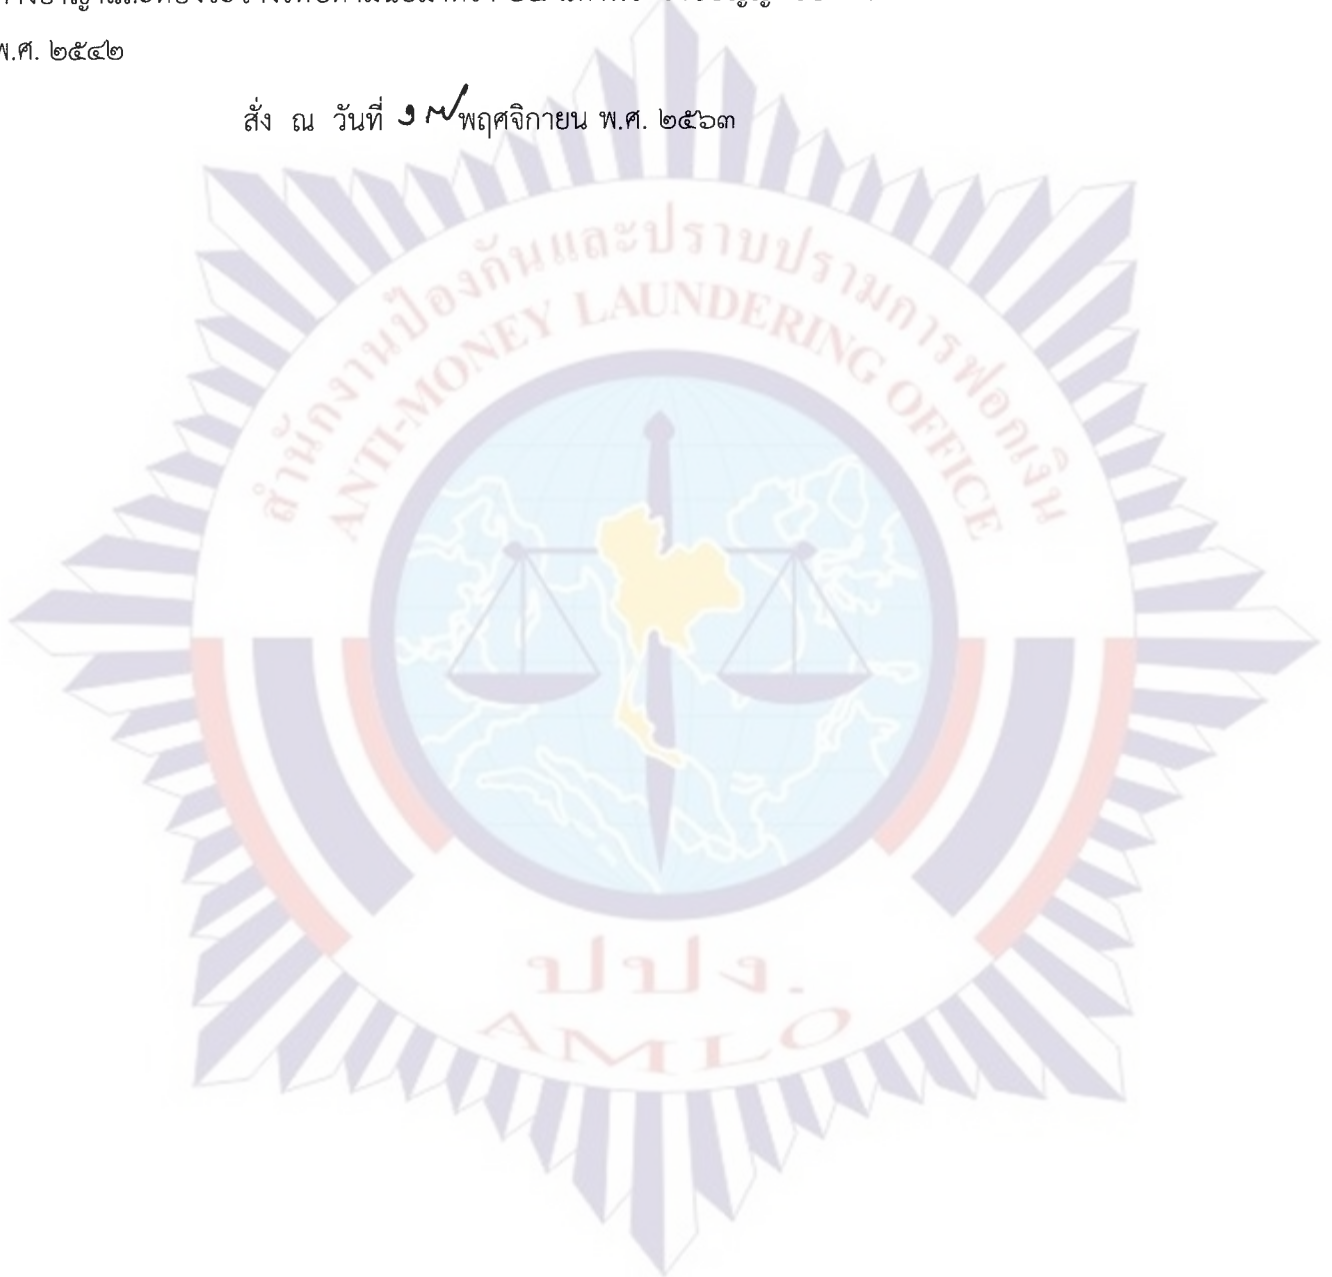 พ.ศ. ๒๕๔๒
สั่ง ณ วันที่ ๑๗ พฤศจิกายน พ.ศ. ๒๕๖๓
สำนักงานป้องกันและปราบปรามการฟอกเงิน
ANTI-MONEY LAUNDERING OFFICE
ปปง.
AMLO